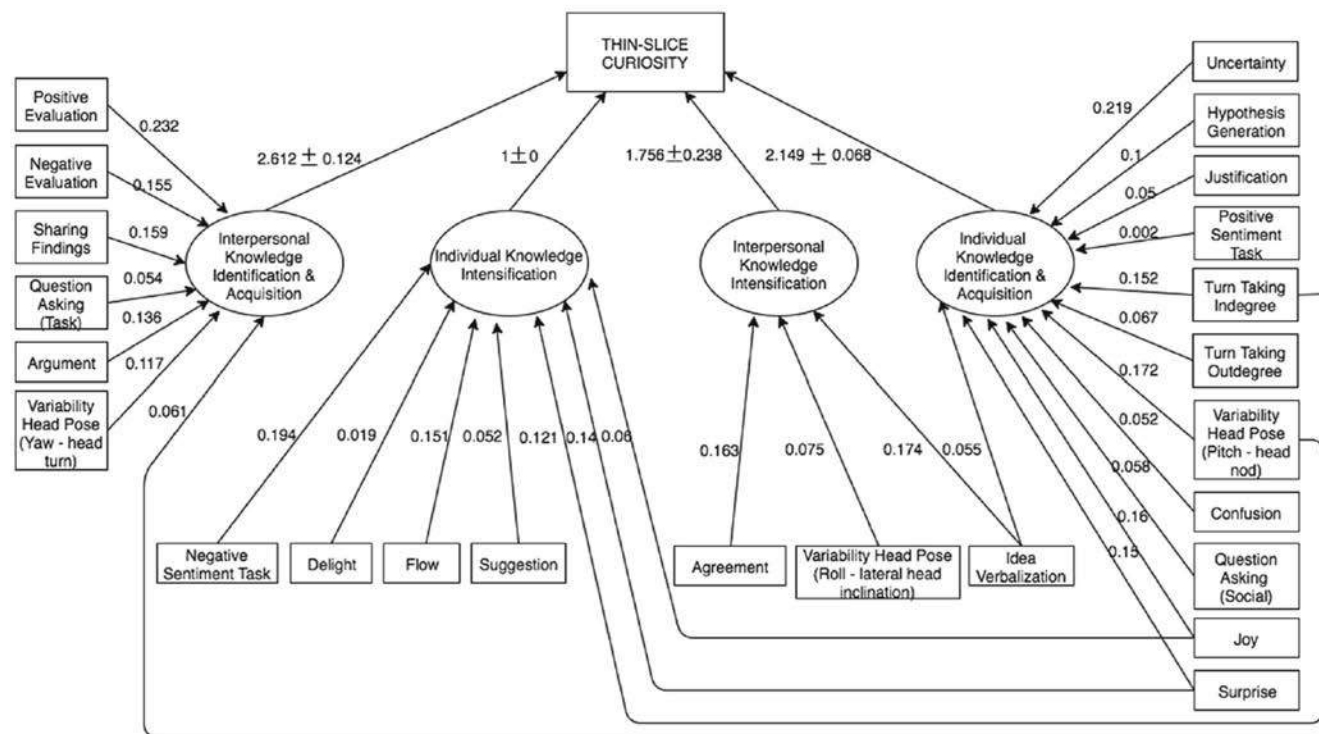 THIN-SLICE
CURIOSITY
Positive
Evaluation
Negative
Evaluation
Sharing
Findings
Question
Asking
(Task)
Argument
Variability
Head Pose
(Yaw - head
turn)
0.232
0.155
0.159
0.054
0.136
0.117
0.061
2.612 ± 0.124
1±0
1.756±0.238
2.149 ± 0.068
Interpersonal
Knowledge
Identification &
Acquisition
Individual Knowledge
Intensification
Interpersonal
Knowledge
Intensification
Individual
Knowledge
Identification &
Acquisition
0.194
0.019
0.151
0.052
0.121
0.14
0.06
0.163
0.075
0.174
0.055
Negative
Sentiment Task
Delight
Flow
Suggestion
Agreement
Variability Head Pose
(Roll - lateral head
inclination)
Idea
Verbalization
0.219
0.1
0.05
0.002
0.152
0.067
0.172
0.052
0.058
0.16
0.15
Uncertainty
Hypothesis
Generation
Justification
Positive
Sentiment
Task
Turn Taking
Indegree
Turn Taking
Outdegree
Variability
Head Pose
(Pitch - head
nod)
Confusion
Question
Asking
(Social)
Joy
Surprise